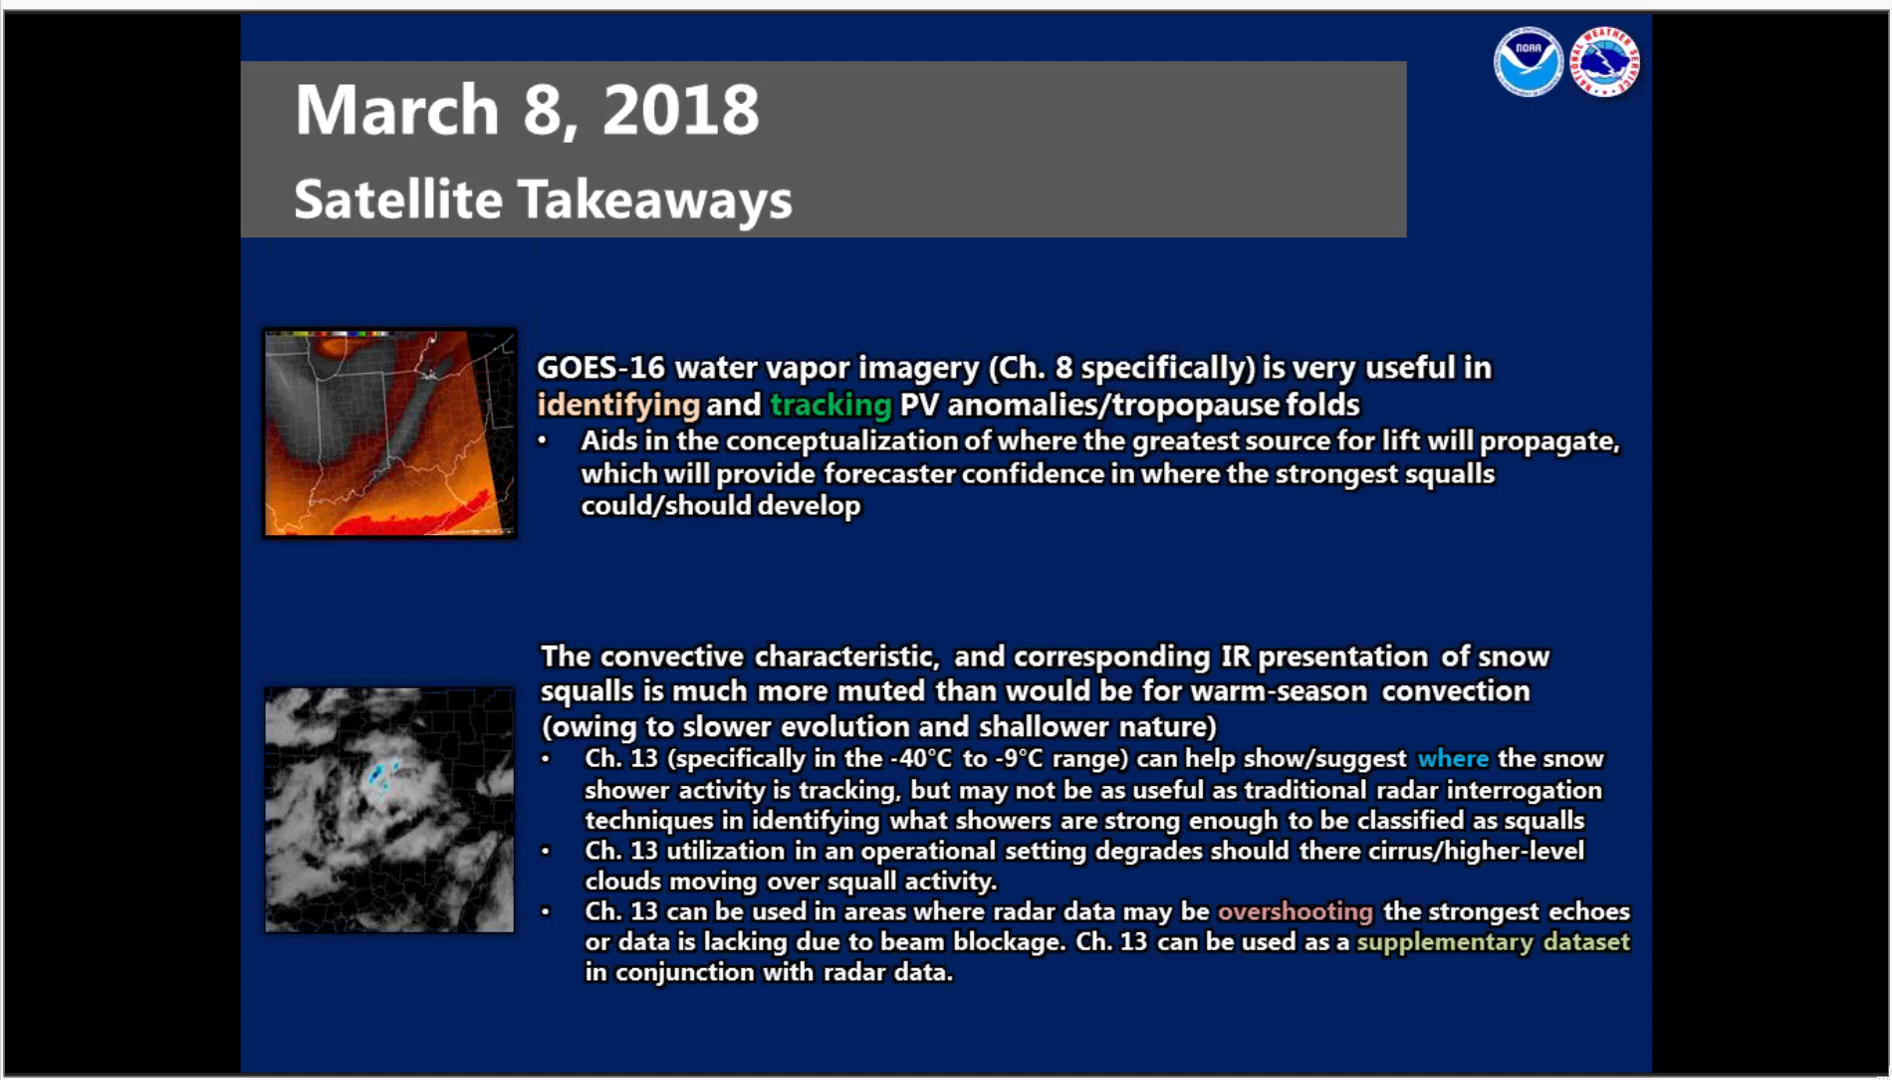 NOAA
NATIONAL WEATHER SERVICE
March 8, 2018
Satellite Takeaways
GOES-16 water vapor imagery (Ch. 8 specifically) is very useful in
identifying and tracking PV anomalies/tropopause folds
• Aids in the conceptualization of where the greatest source for lift will propagate,
which will provide forecaster confidence in where the strongest squalls
could/should develop
The convective characteristic, and corresponding IR presentation of snow
squalls is much more muted than would be for warm-season convection
(owing to slower evolution and shallower nature)
• Ch. 13 (specifically in the -40°C to -9°C range) can help show/suggest where the snow
shower activity is tracking, but may not be as useful as traditional radar interrogation
techniques in identifying what showers are strong enough to be classified as squalls
• Ch. 13 utilization in an operational setting degrades should there cirrus/higher-level
clouds moving over squall activity.
• Ch. 13 can be used in areas where radar data may be overshooting the strongest echoes
or data is lacking due to beam blockage. Ch. 13 can be used as a supplementary dataset
in conjunction with radar data.